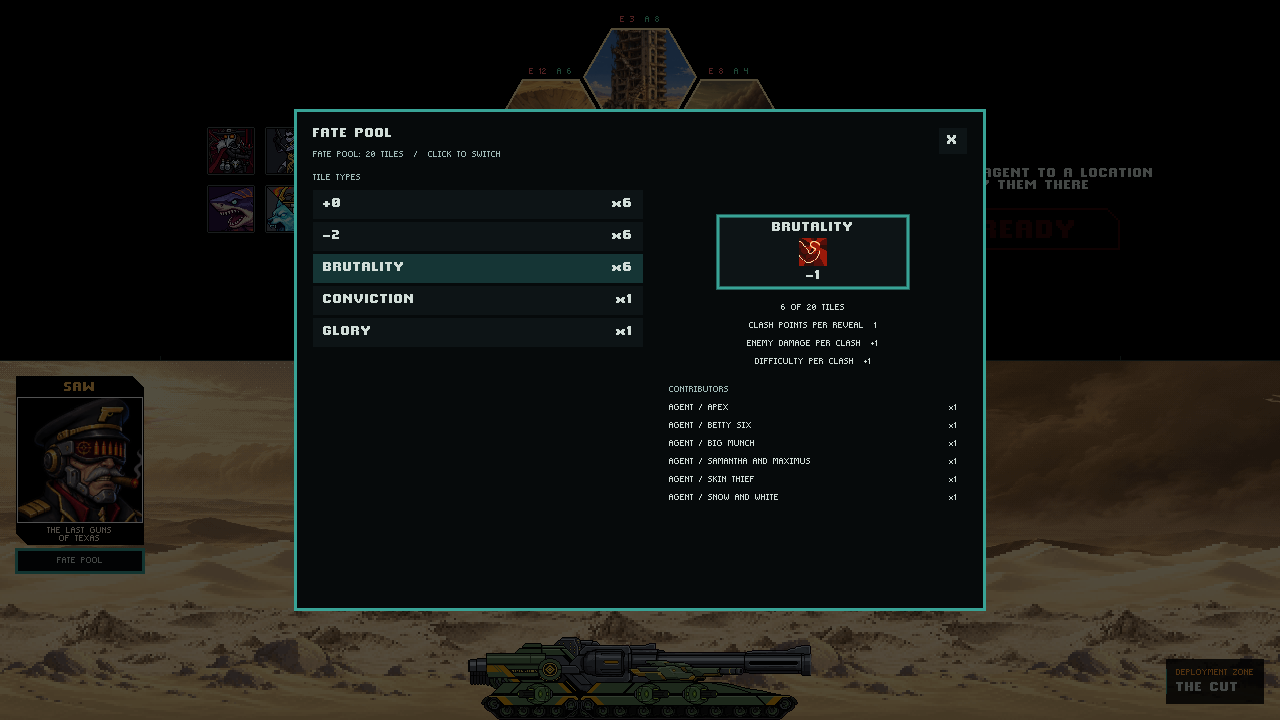 E 3 A 8
E 12 A 6
E 8 A 4
FATE POOL
X
FATE POOL: 20 TILES / CLICK TO SWITCH
TILE TYPES
+0 x6
-2 x6
BRUTALITY x6
CONVICTION x1
GLORY x1
BRUTALITY
-1
6 OF 20 TILES
CLASH POINTS PER REVEAL 1
ENEMY DAMAGE PER CLASH +1
DIFFICULTY PER CLASH +1
CONTRIBUTORS
AGENT / APEX x1
AGENT / BETTY SIX x1
AGENT / BIG MUNCH x1
AGENT / SAMANTHA AND MAXIMUS x1
AGENT / SKIN THIEF x1
AGENT / SNOW AND WHITE x1
AGENT TO A LOCATION
THEM THERE
READY
SAW
THE LAST GUNS
OF TEXAS
FATE POOL
DEPLOYMENT ZONE
THE CUT